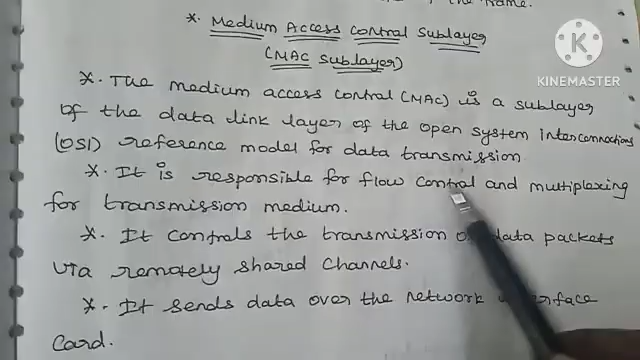 the frame.
*. Medium Access Control Sublayer
(MAC Sublayer)
KINEMASTER
*. The medium access control (MAC) is a sublayer
of the data link layer of the open system interconnections
(OSI) reference model for data transmission.
*. It is responsible for flow control and multiplexing
for transmission medium.
*. It controls the transmission of data packets
via remotely shared channels.
*. It sends data over the network interface
card.